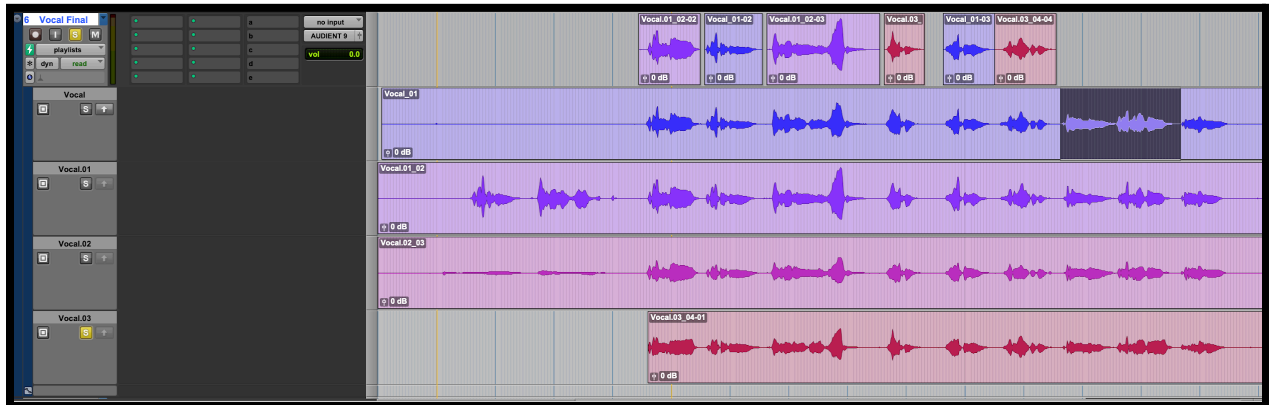 6 Vocal Final
I S M
playlists
dyn read
a
b
c
d
e
no input
AUDIENT 9
vol 0.0
Vocal.01_02-02
Vocal_01-02
Vocal.01_02-03
Vocal.03_
Vocal_01-03
Vocal.03_04-04
0 dB
0 dB
0 dB
0 dB
0 dB
0 dB
Vocal
S
Vocal_01
0 dB
Vocal.01
S
Vocal.01_02
0 dB
Vocal.02
S
Vocal.02_03
0 dB
Vocal.03
S
Vocal.03_04-01
0 dB